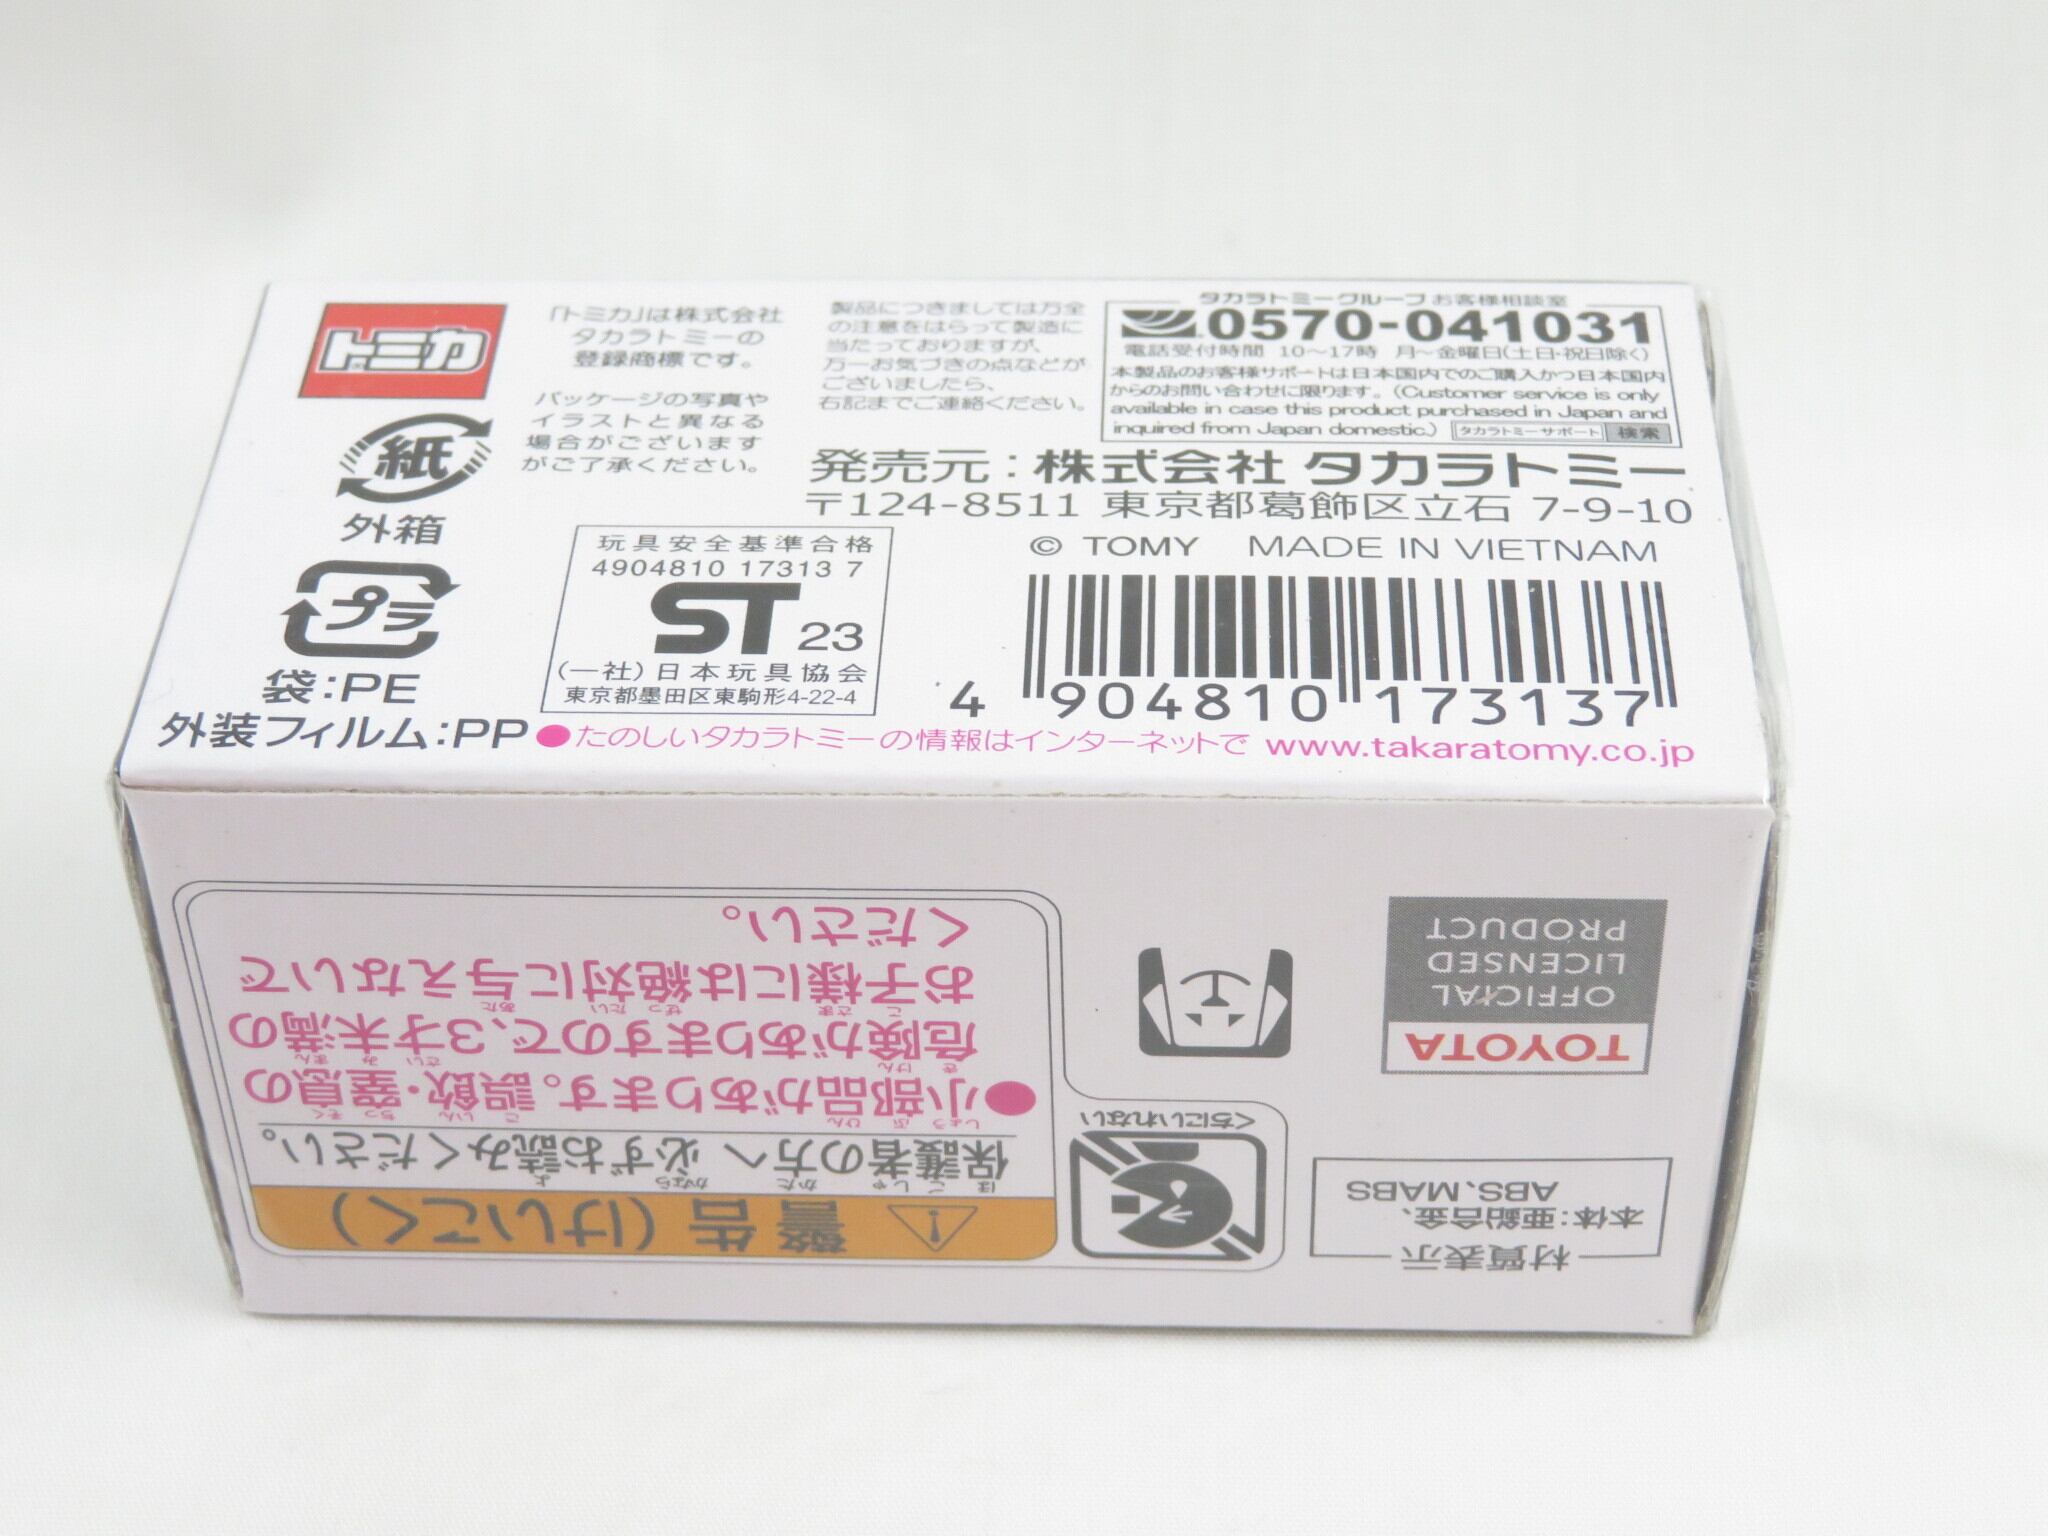 トミカ
「トミカ」は株式会社
タカラトミーの
登録商標です。
パッケージの写真や
イラストと異なる
場合がございます
がご了承ください。
製品につきましては万全
の注意をはらって製造に
当たっておりますが、
万一お気づきの点などが
ございましたら、
右記までご連絡ください。
タカラトミーグループ お客様相談室
0570-041031
電話受付時間 10～17時 月～金曜日(土日・祝日除く)
本製品のお客様サポートは日本国内でのご購入かつ日本国内
からのお問い合わせに限ります。(Customer service is only
available in case this product purchased in Japan and
inquired from Japan domestic.) タカラトミーサポート 検索
発売元：株式会社 タカラトミー
〒124-8511 東京都葛飾区立石 7-9-10
© TOMY MADE IN VIETNAM
紙
外箱
プラ
袋：PE
外装フィルム：PP
玩具安全基準合格
4904810 17313 7
ST 23
(一社)日本玩具協会
東京都墨田区東駒形4-22-4
4 904810 173137
●たのしいタカラトミーの情報はインターネットで www.takaratomy.co.jp
材質表示
本体：亜鉛合金、
ABS、MABS
TOYOTA
OFFICIAL
LICENSED
PRODUCT
警告(けいこく)
保護者の方へ 必ずお読みください。
●小部品があります。誤飲・窒息の
危険がありますので、3才未満の
お子様には絶対に与えないで
ください。
くちにいれない